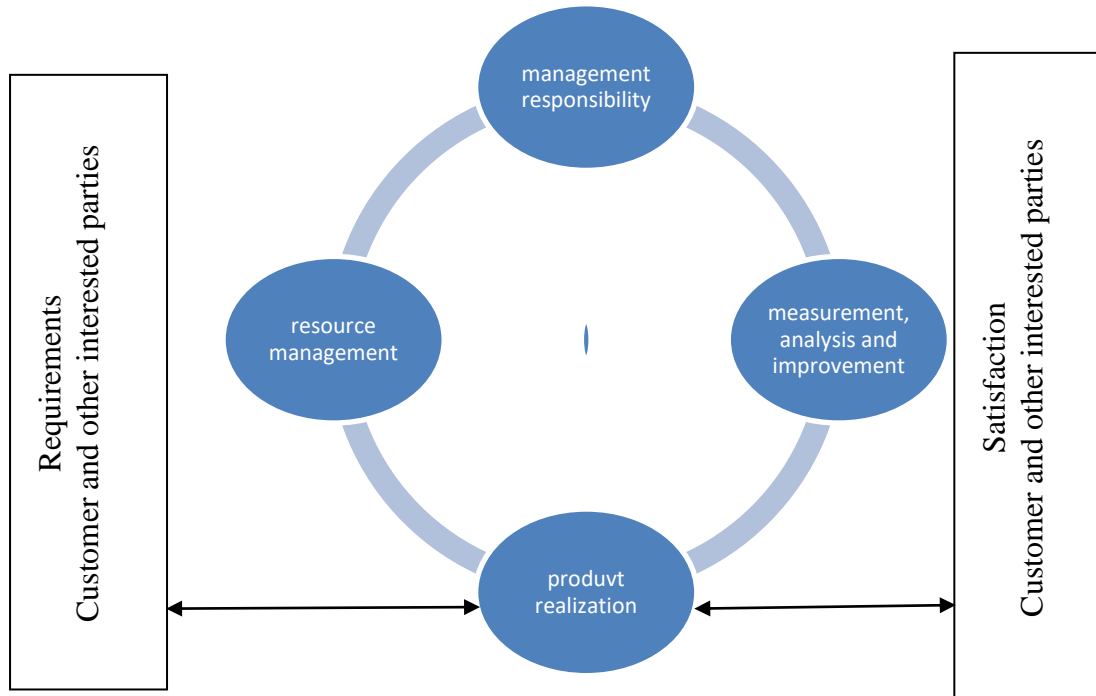 Requirements
Customer and other interested parties
management
responsibility
resource
management
measurement,
analysis and
improvement
produvt
realization
Satisfaction
Customer and other interested parties